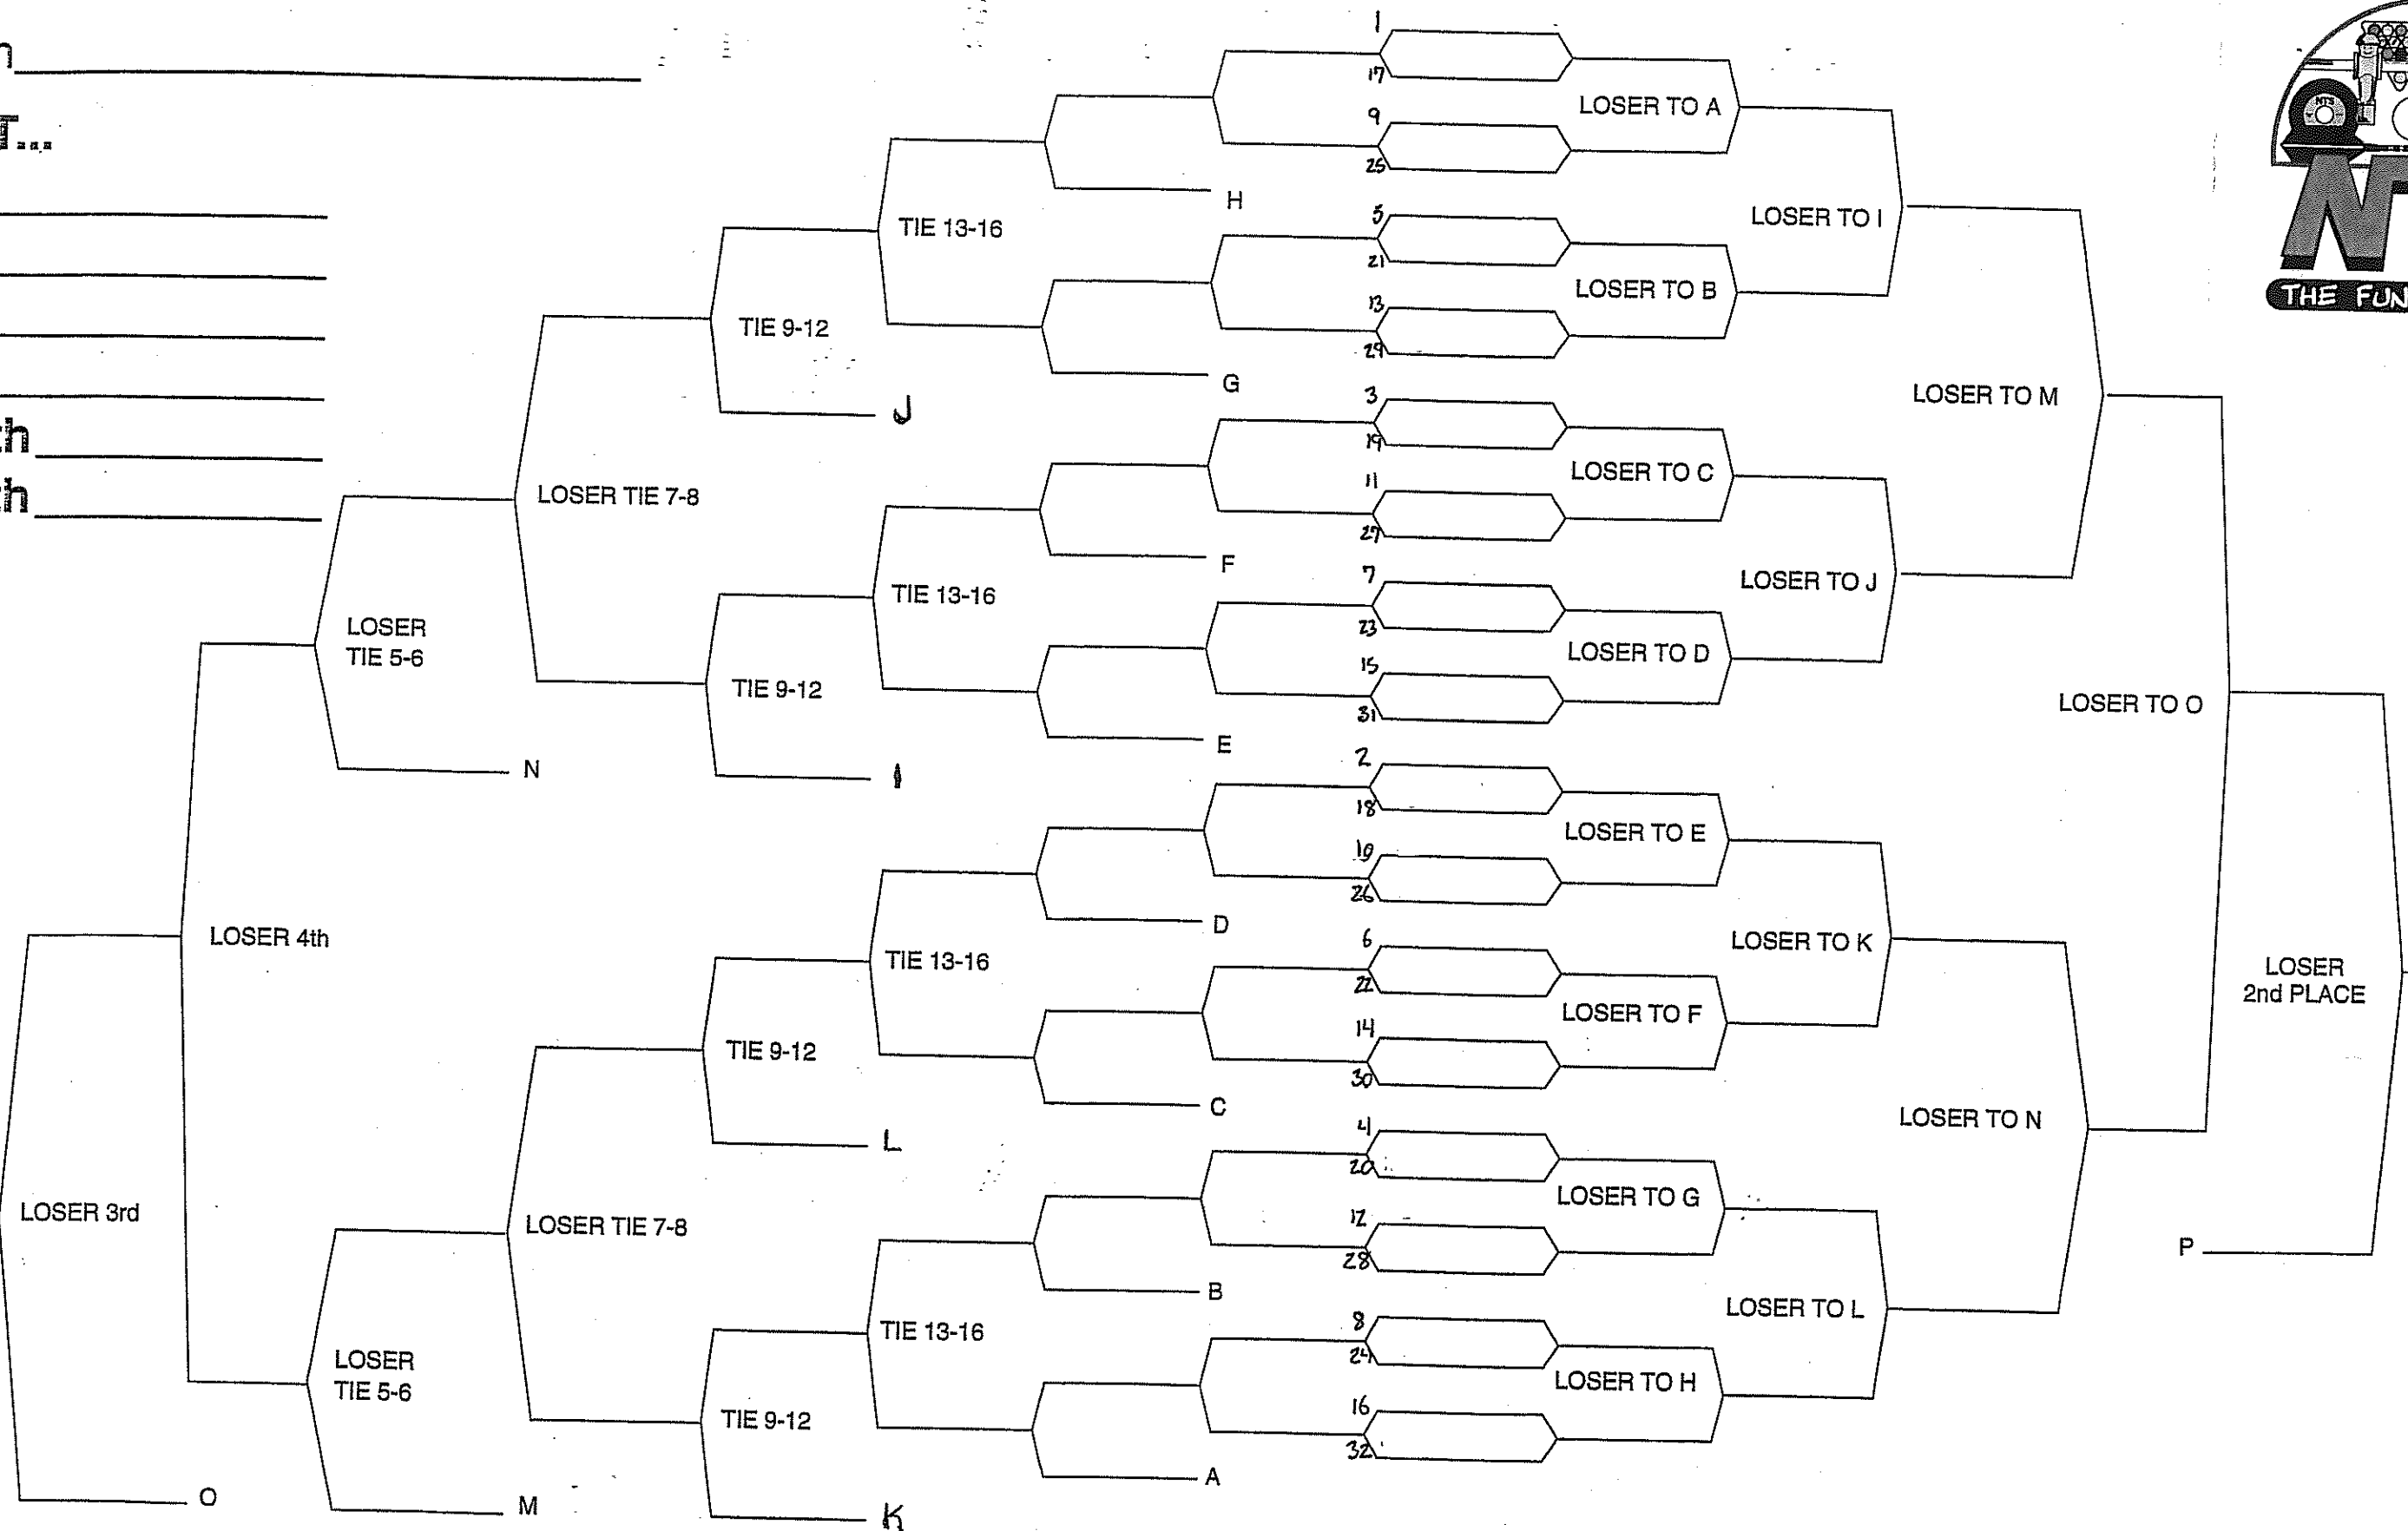 1
17
LOSER TO A
9
25
H
5
21
LOSER TO B
13
29
G
3
19
LOSER TO C
11
27
F
7
23
LOSER TO D
15
31
E
2
18
LOSER TO E
10
26
D
6
22
LOSER TO F
14
30
C
4
20
LOSER TO G
12
28
B
8
24
LOSER TO H
16
32
A
LOSER TO I
LOSER TO J
LOSER TO K
LOSER TO L
LOSER TO M
LOSER TO N
LOSER TO O
LOSER
2nd PLACE
P
TIE 13-16
TIE 13-16
TIE 13-16
TIE 13-16
TIE 9-12
J
TIE 9-12
I
TIE 9-12
L
TIE 9-12
K
LOSER TIE 7-8
LOSER TIE 7-8
LOSER
TIE 5-6
N
LOSER
TIE 5-6
M
LOSER 4th
LOSER 3rd
O
NTS
THE FUN